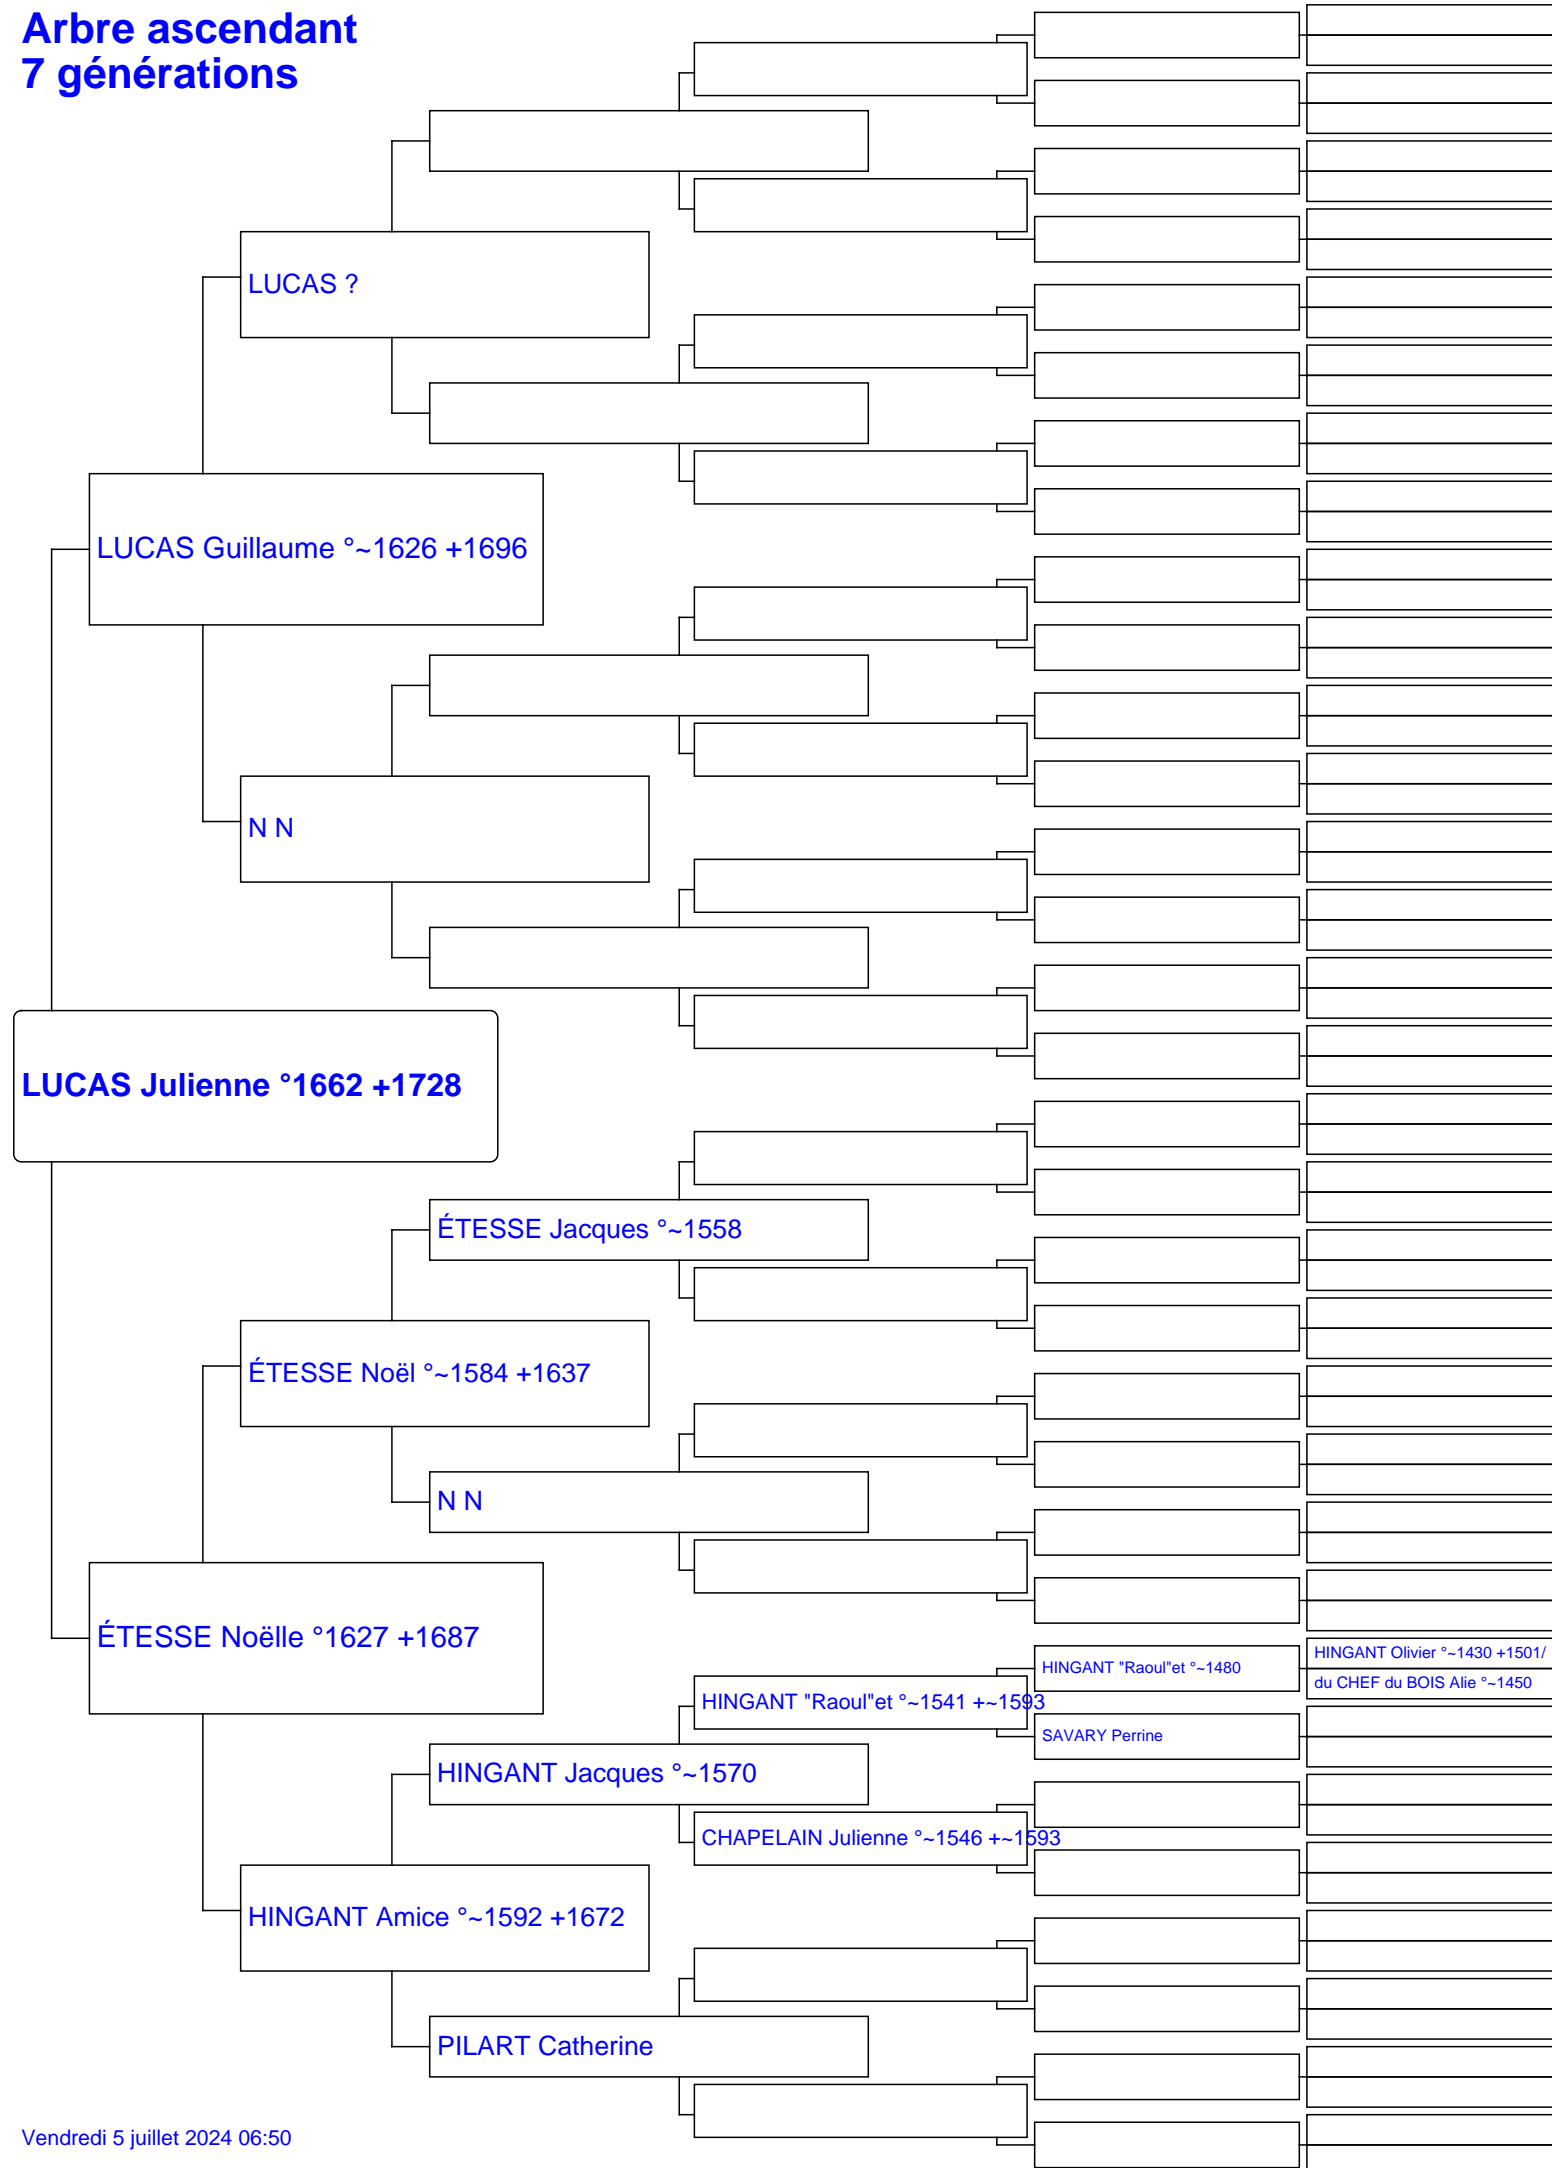 Arbre ascendant
7 générations
LUCAS ?
LUCAS Guillaume °~1626 +1696
N N
LUCAS Julienne °1662 +1728
ÉTESSE Jacques °~1558
ÉTESSE Noël °~1584 +1637
N N
ÉTESSE Noëlle °1627 +1687
HINGANT Olivier °~1430 +1501/
HINGANT "Raoul"et °~1480
du CHEF du BOIS Alie °~1450
HINGANT "Raoul"et °~1541 +~1593
SAVARY Perrine
HINGANT Jacques °~1570
CHAPELAIN Julienne °~1546 +~1593
HINGANT Amice °~1592 +1672
PILART Catherine
Vendredi 5 juillet 2024 06:50